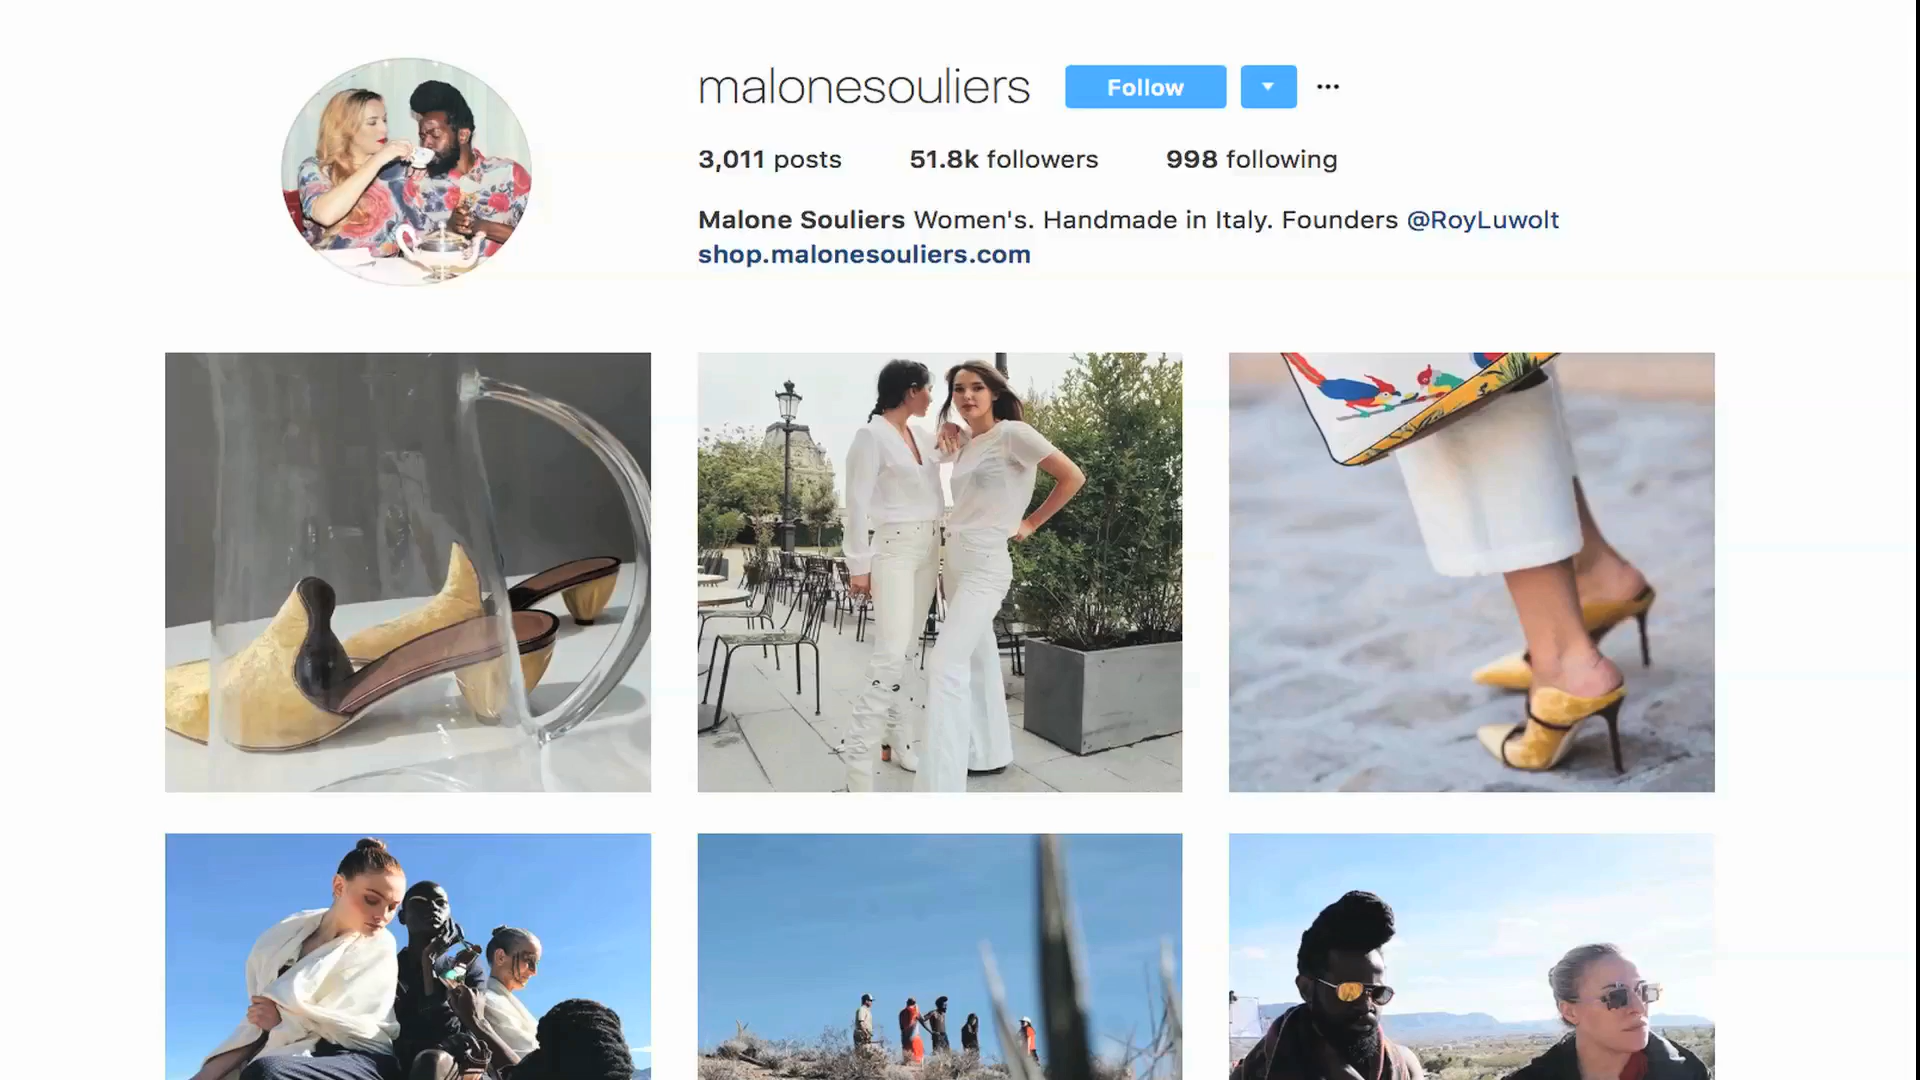 malonesouliers Follow
3,011 posts 51.8k followers 998 following
Malone Souliers Women's. Handmade in Italy. Founders @RoyLuwolt
shop.malonesouliers.com